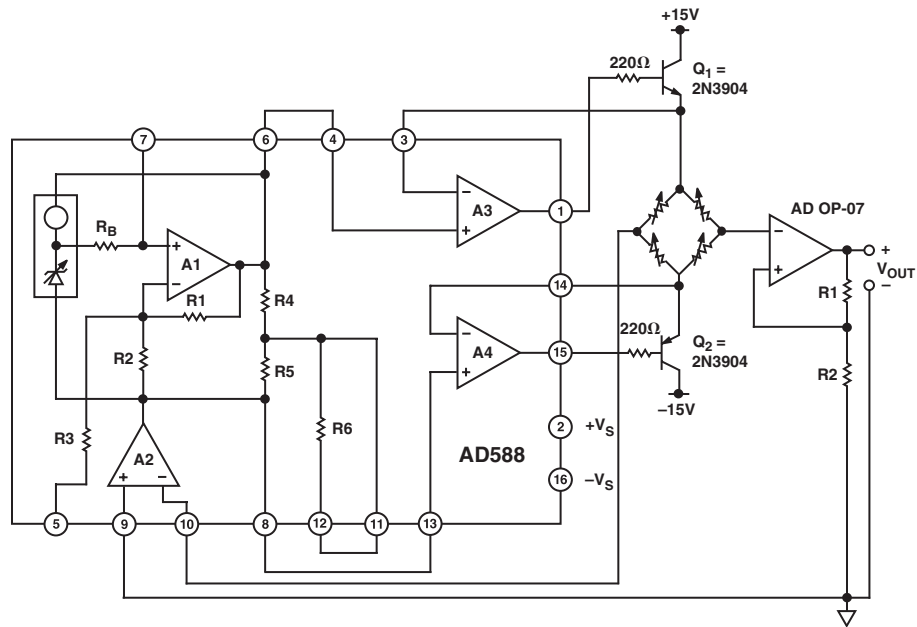 +15V
220Ω
Q1 =
2N3904
7
6
4
3
RB
+
A1
−
R1
R4
−
A3
+
1
AD OP-07
−
+
+
VOUT
−
R1
R2
14
−
A4
+
15
220Ω
Q2 =
2N3904
−15V
R2
R5
R3
R6
A2
+
−
2
+VS
AD588
16
−VS
5
9
10
8
12
11
13